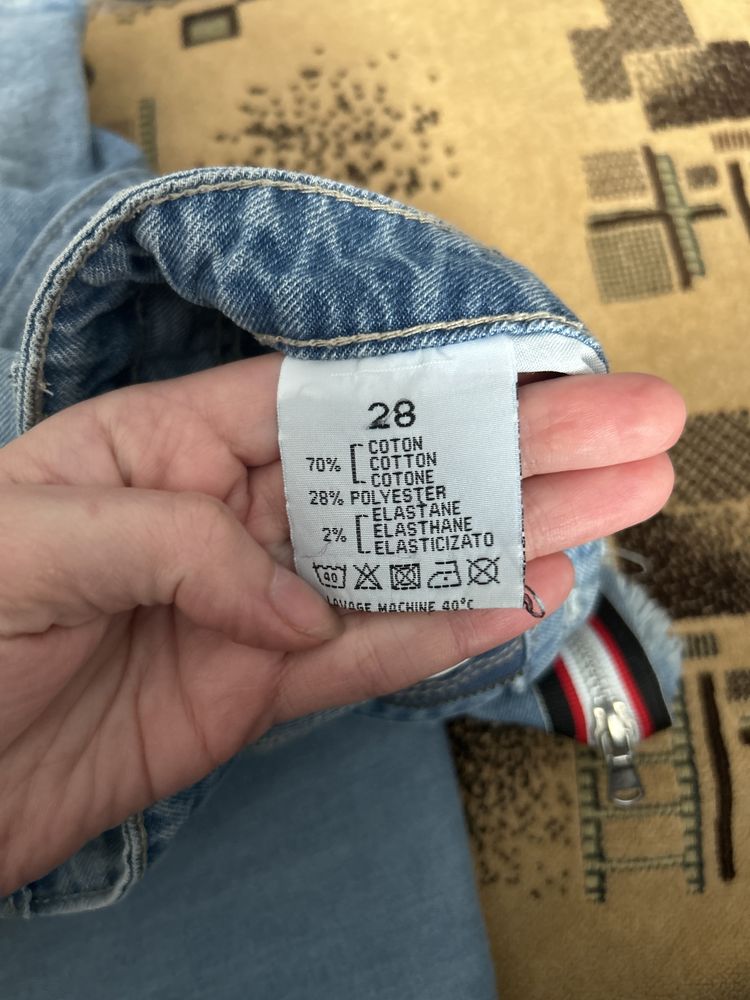 28
COTON
70% COTTON
COTONE
28% POLYESTER
ELASTANE
2% ELASTHANE
ELASTICIZATO
40
LAVAGE MACHINE 40°C